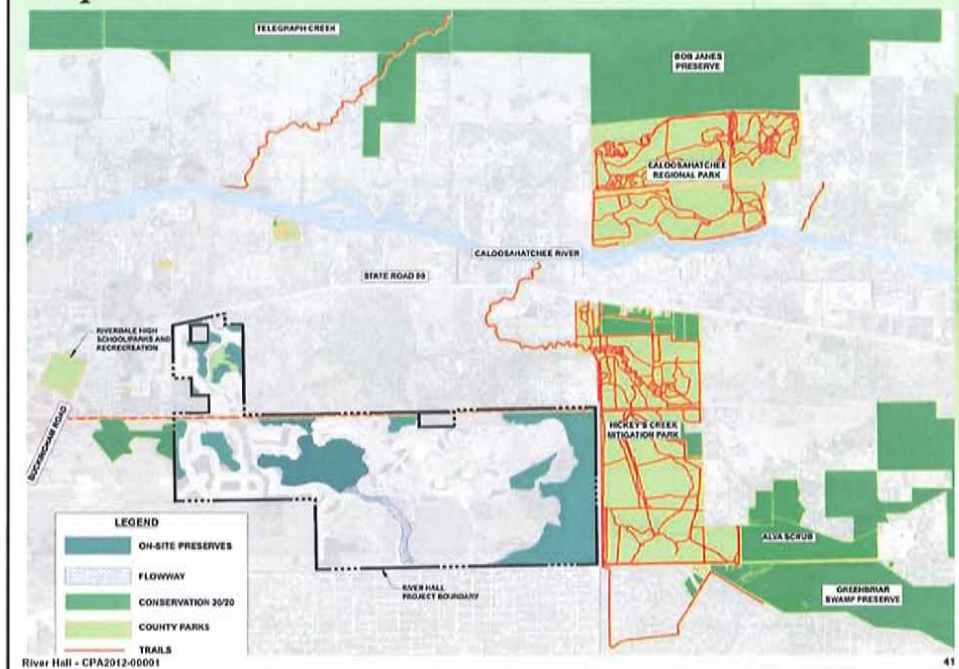 TELEGRAPH CREEK
BOB JANES
PRESERVE
CALOOSAHATCHEE
REGIONAL PARK
CALOOSAHATCHEE RIVER
STATE ROAD 80
RIVERDALE HIGH
SCHOOL/PARKS AND
RECRECREATION
BUCKINGHAM ROAD
HICKEY'S CREEK
MITIGATION PARK
ALVA SCRUB
GREENBRIAR
SWAMP PRESERVE
RIVER HALL
PROJECT BOUNDARY
LEGEND
ON-SITE PRESERVES
FLOWWAY
CONSERVATION 20/20
COUNTY PARKS
TRAILS
River Hall - CPA2012-00001
41